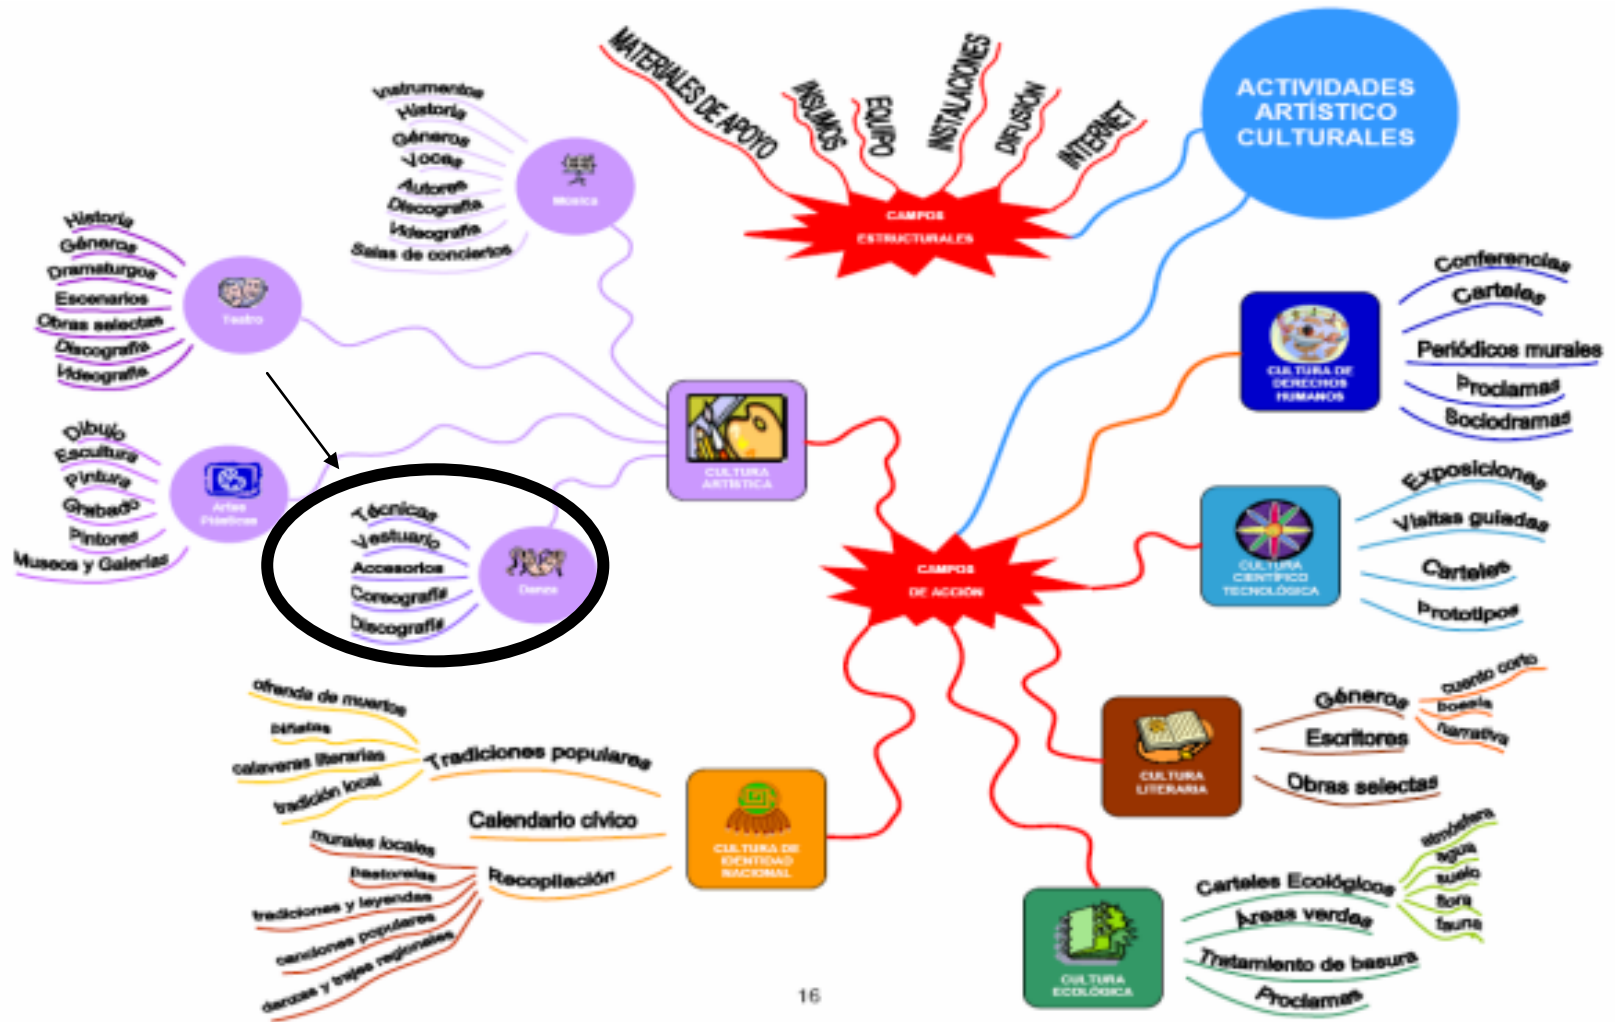 ACTIVIDADES
ARTÍSTICO
CULTURALES
MATERIALES DE APOYO
INSUMOS
EQUIPO
INSTALACIONES
DIFUSIÓN
INTERNET
CAMPOS
ESTRUCTURALES
Instrumentos
Historia
Géneros
Voces
Autores
Discografía
Videografía
Salas de conciertos
Música
Historia
Géneros
Dramaturgos
Escenarios
Obras selectas
Discografía
Videografía
Teatro
Dibujo
Escultura
Pintura
Grabado
Pintores
Museos y Galerías
Artes
Plásticas
Técnicas
Vestuario
Accesorios
Coreografía
Discografía
Danza
CULTURA
ARTÍSTICA
CAMPOS
DE ACCIÓN
CULTURA DE
DERECHOS
HUMANOS
Conferencias
Carteles
Periódicos murales
Proclamas
Sociodramas
CULTURA
CIENTÍFICO
TECNOLÓGICA
Exposiciones
Visitas guiadas
Carteles
Prototipos
CULTURA
LITERARIA
Géneros
cuento corto
poesía
narrativa
Escritores
Obras selectas
CULTURA
ECOLÓGICA
Carteles Ecológicos
atmósfera
agua
suelo
flora
fauna
Áreas verdes
Tratamiento de basura
Proclamas
CULTURA DE
IDENTIDAD
NACIONAL
Tradiciones populares
ofrenda de muertos
piñatas
calaveras literarias
tradición local
Calendario cívico
Recopilación
murales locales
pastorelas
tradiciones y leyendas
canciones populares
danzas y trajes regionales
16